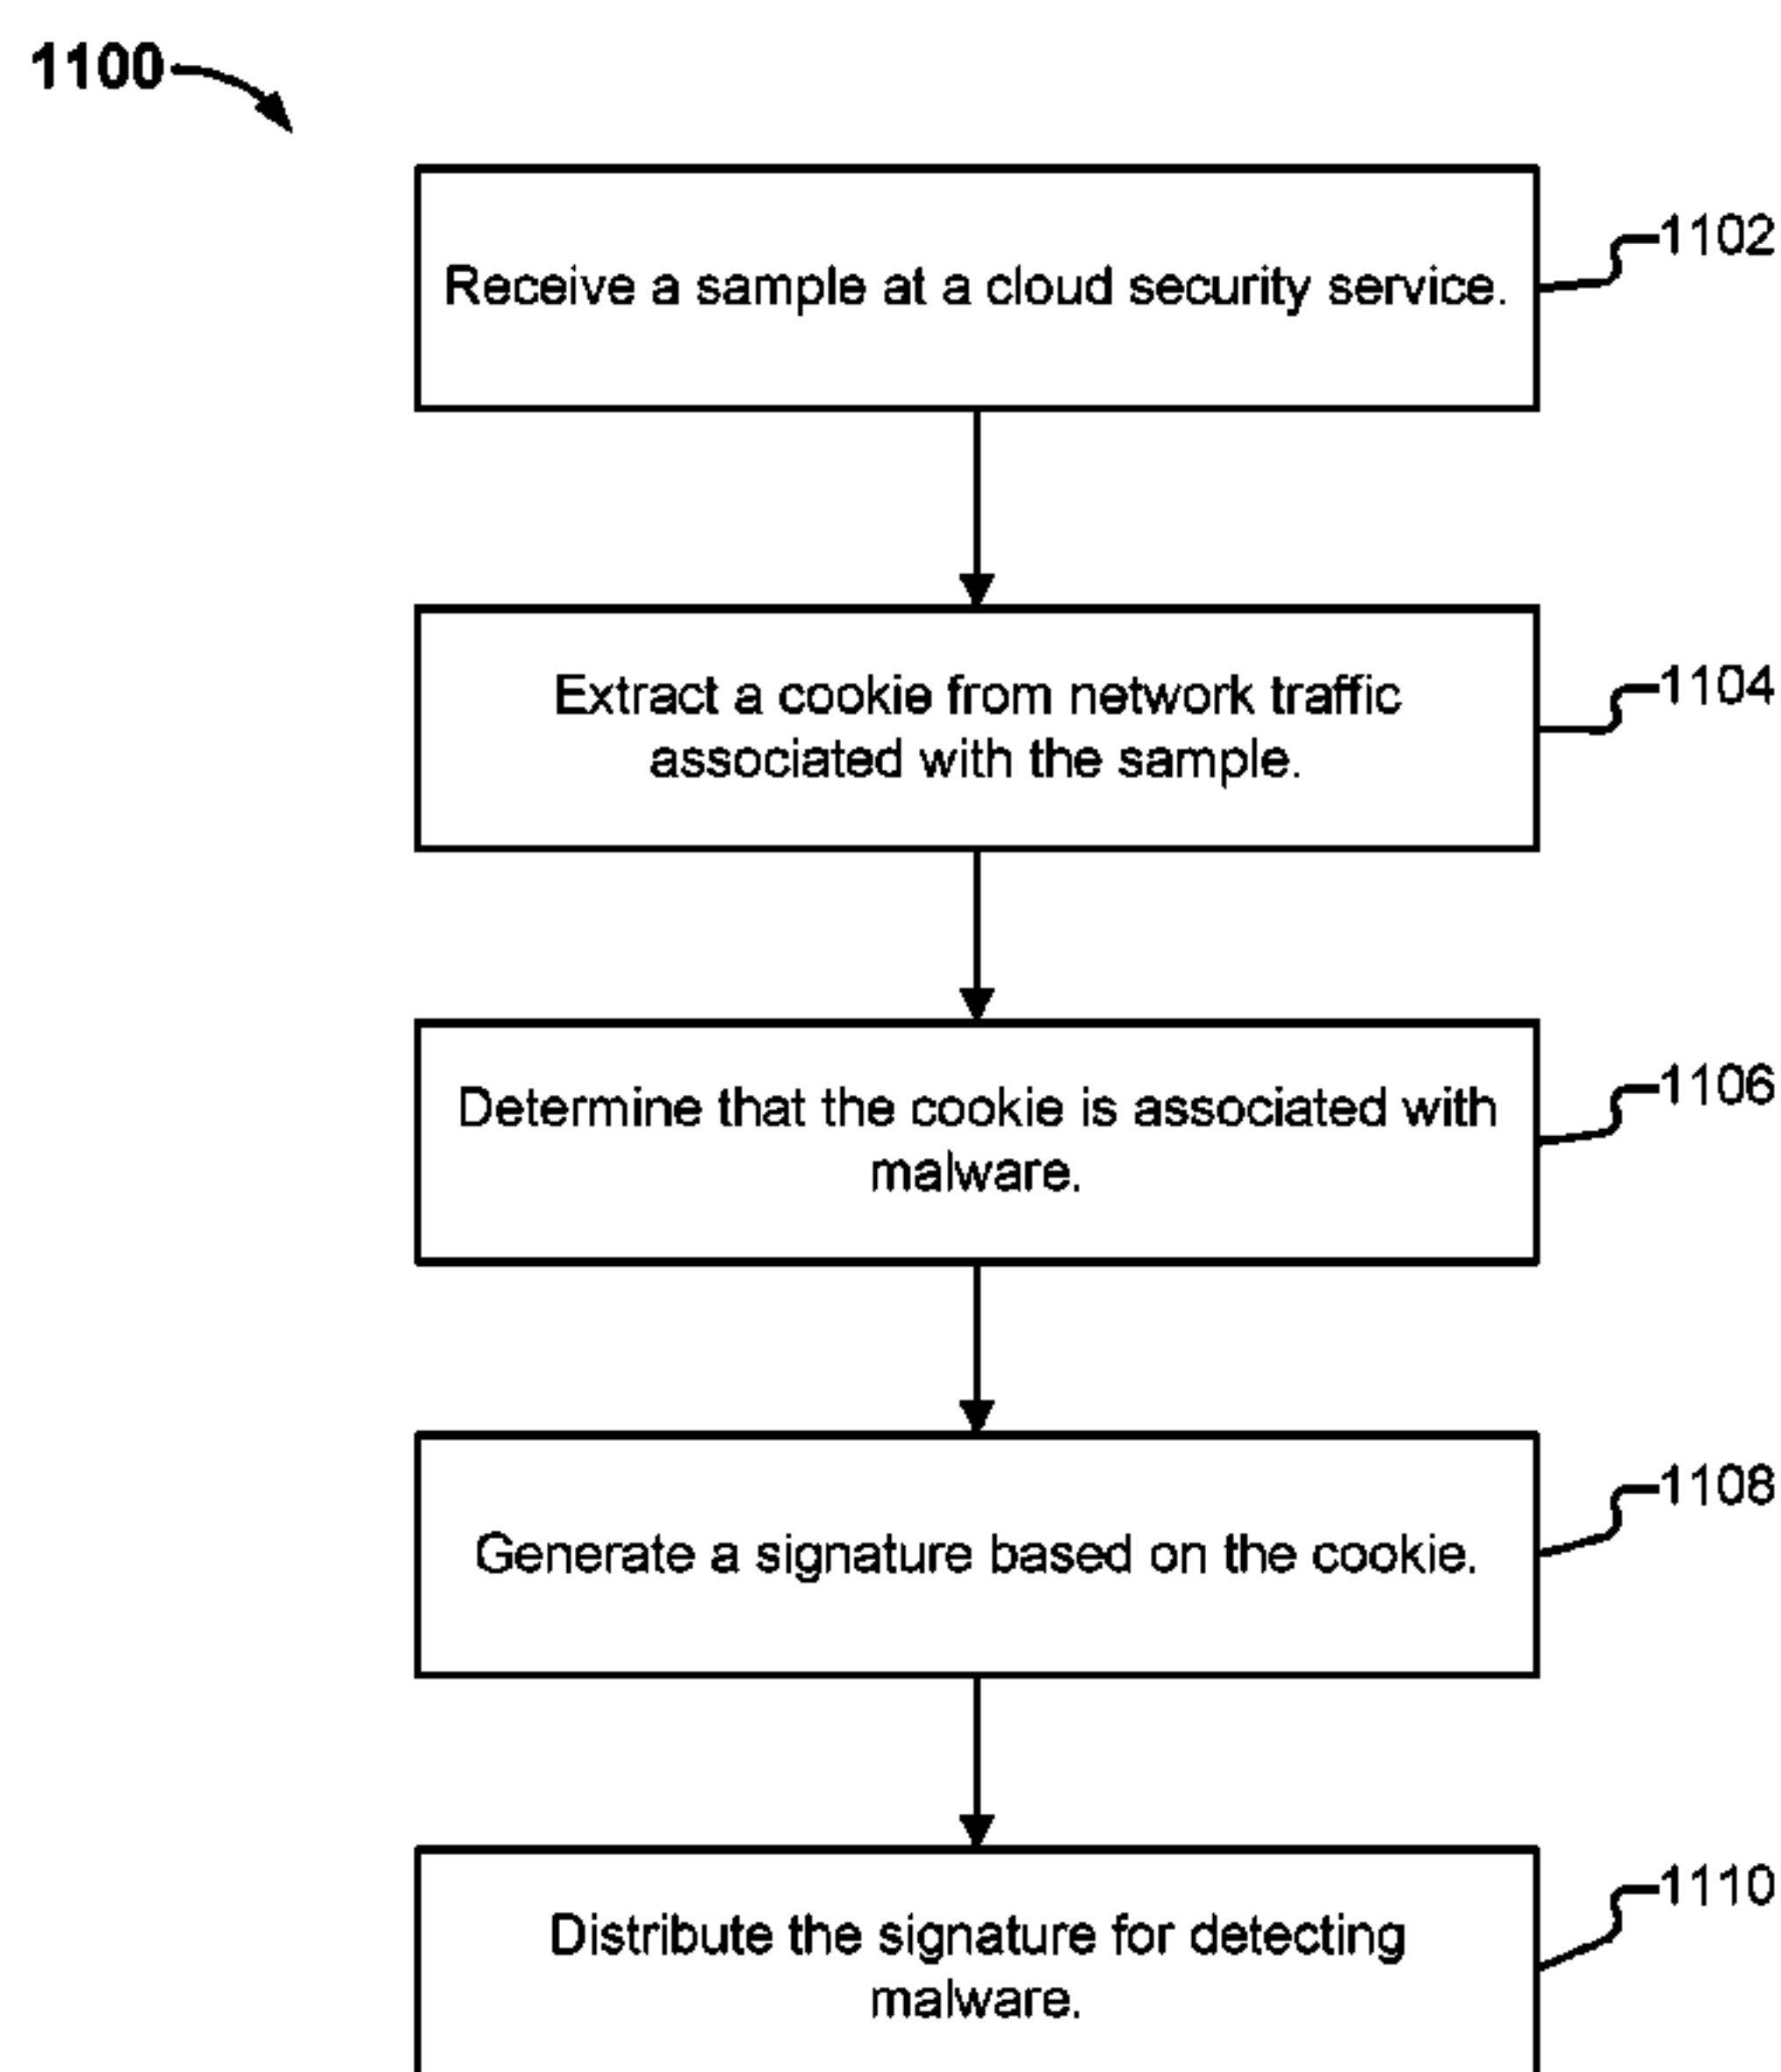 1100
Receive a sample at a cloud security service.
1102
Extract a cookie from network traffic
associated with the sample.
1104
Determine that the cookie is associated with
malware.
1106
Generate a signature based on the cookie.
1108
Distribute the signature for detecting
malware.
1110